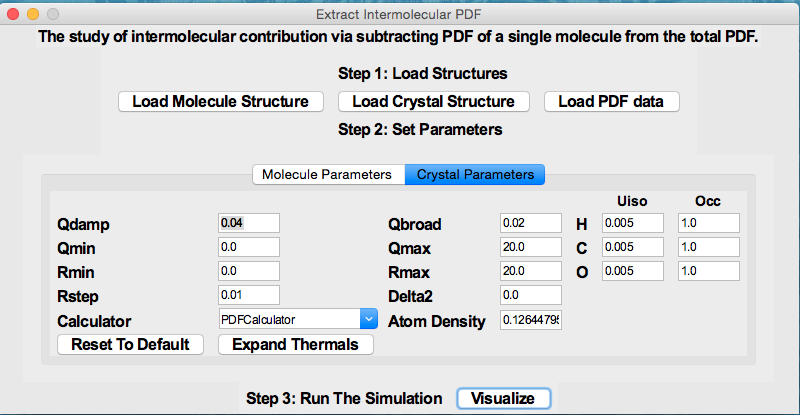 Extract Intermolecular PDF
The study of intermolecular contribution via subtracting PDF of a single molecule from the total PDF.
Step 1: Load Structures
Load Molecule Structure Load Crystal Structure Load PDF data
Step 2: Set Parameters
Molecule Parameters Crystal Parameters
Uiso Occ
Qdamp 0.04 Qbroad 0.02 H 0.005 1.0
Qmin 0.0 Qmax 20.0 C 0.005 1.0
Rmin 0.0 Rmax 20.0 O 0.005 1.0
Rstep 0.01 Delta2 0.0
Calculator PDFCalculator Atom Density 0.12644795
Reset To Default Expand Thermals
Step 3: Run The Simulation Visualize